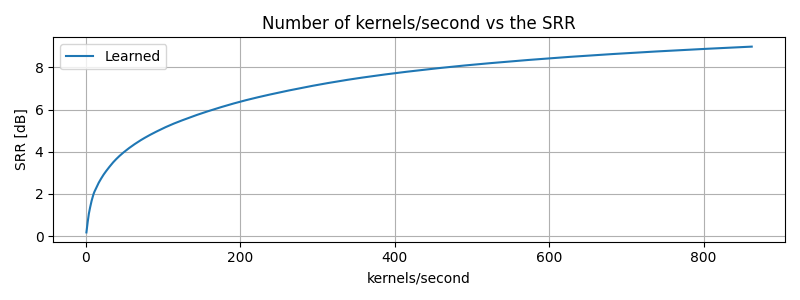 Number of kernels/second vs the SRR
Learned
SRR [dB]
8
6
4
2
0
0 200 400 600 800
kernels/second